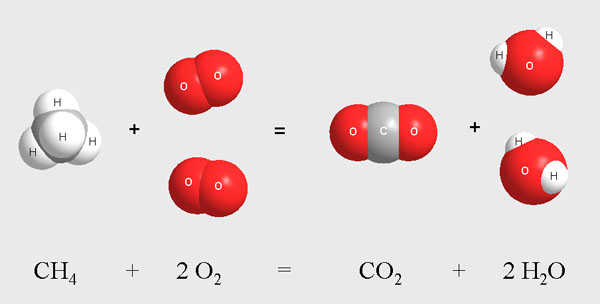 H
H H H
+
O O
O O
=
O C O
+
H H
O
H
O H
CH₄ + 2 O₂ = CO₂ + 2 H₂O